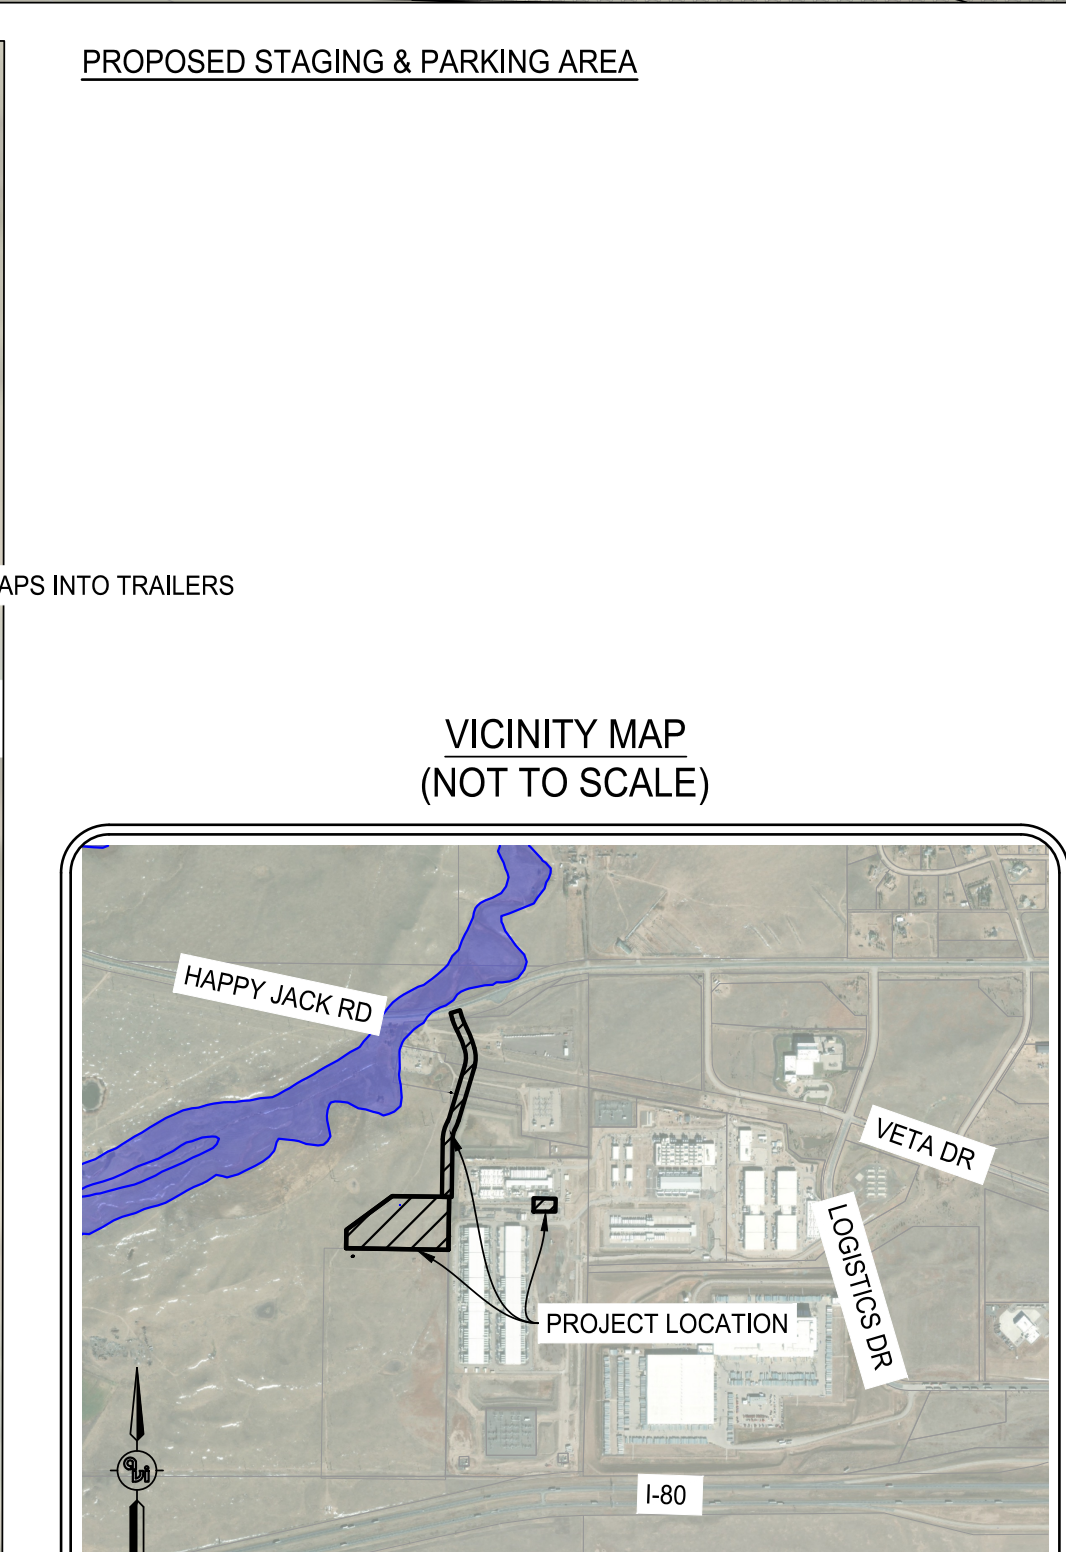 PROPOSED STAGING & PARKING AREA
APS INTO TRAILERS
VICINITY MAP
(NOT TO SCALE)
HAPPY JACK RD
VETA DR
LOGISTICS DR
PROJECT LOCATION
I-80